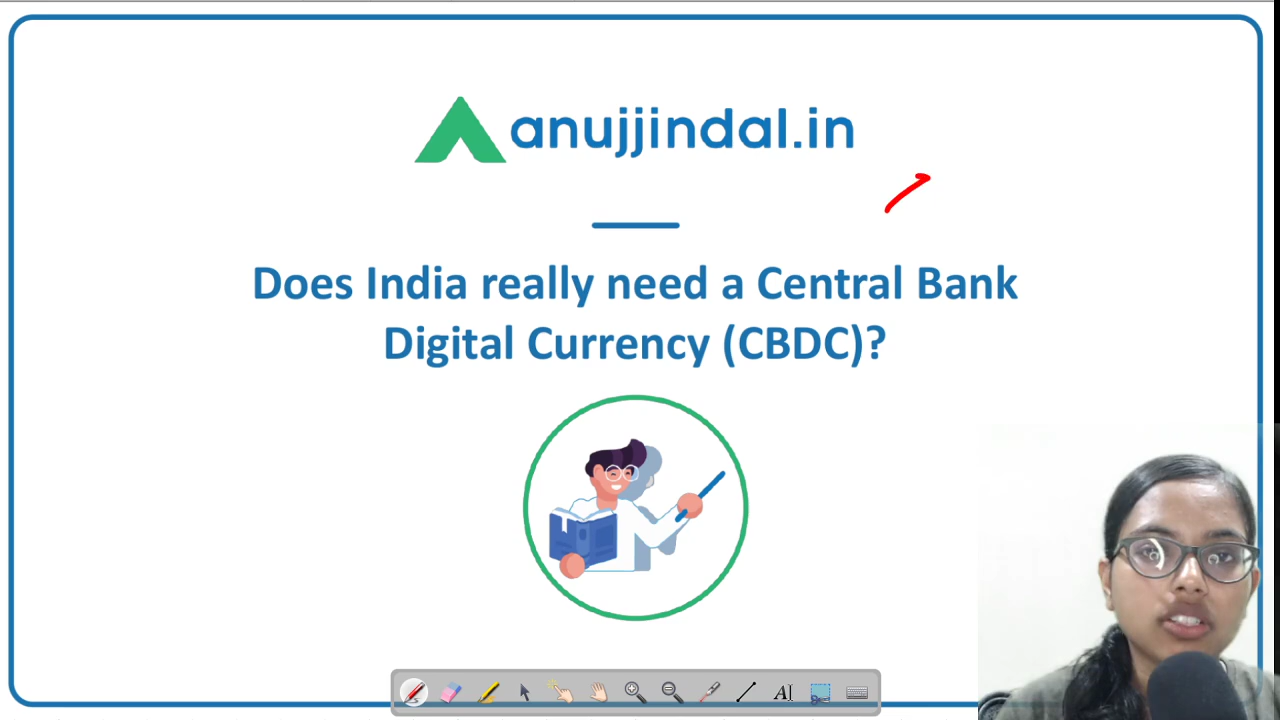 anujjindal.in
Does India really need a Central Bank
Digital Currency (CBDC)?